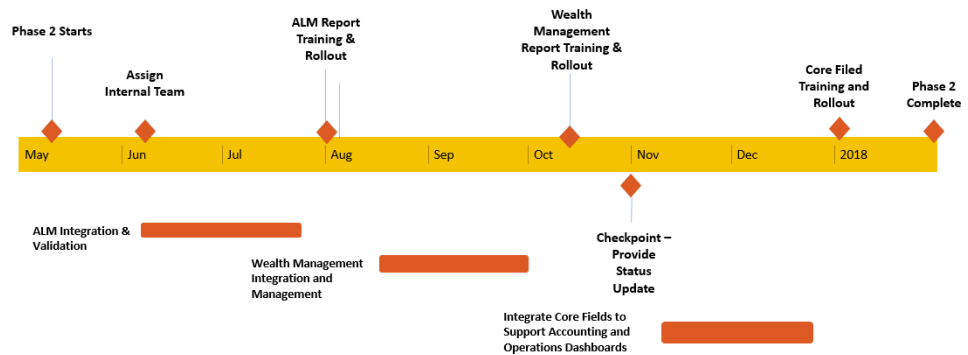 Phase 2 Starts
Assign
Internal Team
ALM Report
Training &
Rollout
Wealth
Management
Report Training &
Rollout
Core Filed
Training and
Rollout
Phase 2
Complete
May
Jun
Jul
Aug
Sep
Oct
Nov
Dec
2018
ALM Integration &
Validation
Wealth Management
Integration and
Management
Checkpoint –
Provide
Status
Update
Integrate Core Fields to
Support Accounting and
Operations Dashboards